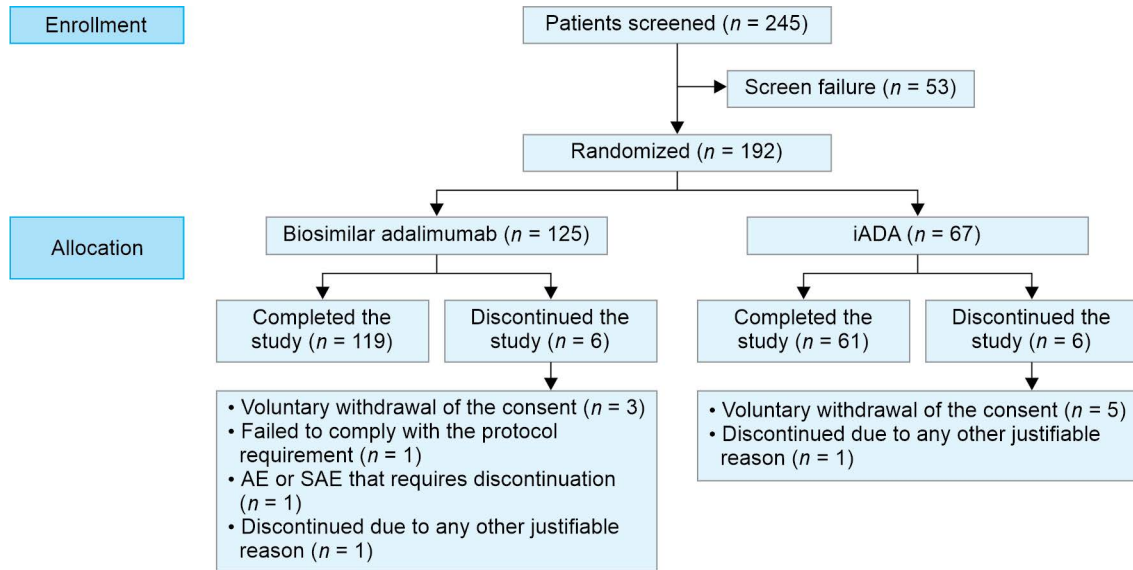 Enrollment
Patients screened (n = 245)
Screen failure (n = 53)
Randomized (n = 192)
Allocation
Biosimilar adalimumab (n = 125)
iADA (n = 67)
Completed the
study (n = 119)
Discontinued the
study (n = 6)
Completed the
study (n = 61)
Discontinued the
study (n = 6)
• Voluntary withdrawal of the consent (n = 3)
• Failed to comply with the protocol
requirement (n = 1)
• AE or SAE that requires discontinuation
(n = 1)
• Discontinued due to any other justifiable
reason (n = 1)
• Voluntary withdrawal of the consent (n = 5)
• Discontinued due to any other justifiable
reason (n = 1)